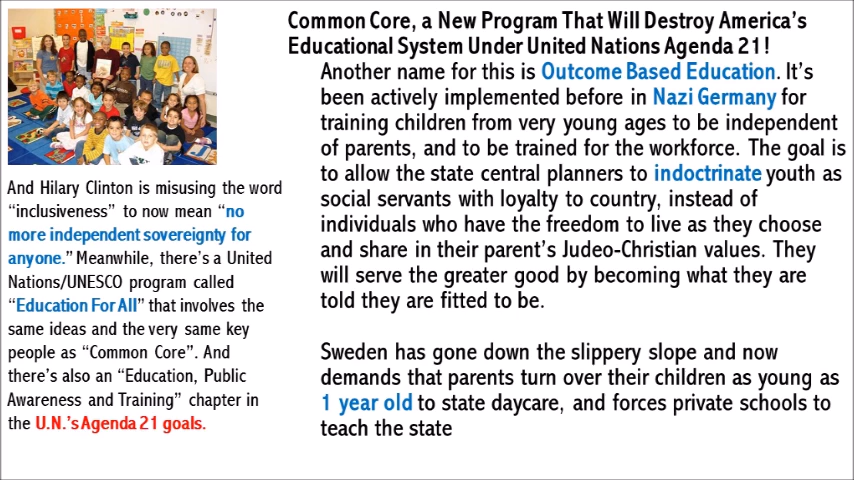 Common Core, a New Program That Will Destroy America's
Educational System Under United Nations Agenda 21!
Another name for this is Outcome Based Education. It's
been actively implemented before in Nazi Germany for
training children from very young ages to be independent
of parents, and to be trained for the workforce. The goal is
to allow the state central planners to indoctrinate youth as
social servants with loyalty to country, instead of
individuals who have the freedom to live as they choose
and share in their parent's Judeo-Christian values. They
will serve the greater good by becoming what they are
told they are fitted to be.
Sweden has gone down the slippery slope and now
demands that parents turn over their children as young as
1 year old to state daycare, and forces private schools to
teach the state
And Hilary Clinton is misusing the word
"inclusiveness" to now mean "no
more independent sovereignty for
anyone." Meanwhile, there's a United
Nations/UNESCO program called
"Education For All" that involves the
same ideas and the very same key
people as "Common Core". And
there's also an "Education, Public
Awareness and Training" chapter in
the U.N.'s Agenda 21 goals.